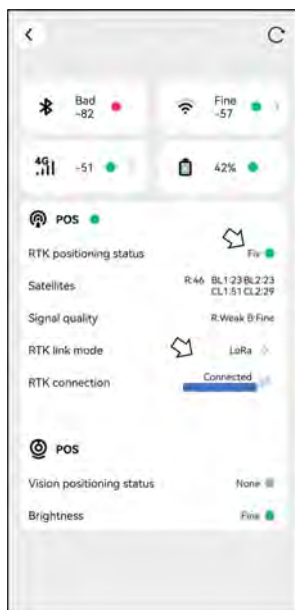 Bad
-82
Fine
-57
4G
-51
42%
POS
RTK positioning status
Fix
Satellites
R:46 BL1:23 BL2:23
CL1:51 CL2:29
Signal quality
R:Weak B:Fine
RTK link mode
LoRa
RTK connection
Connected
POS
Vision positioning status
None
Brightness
Fine